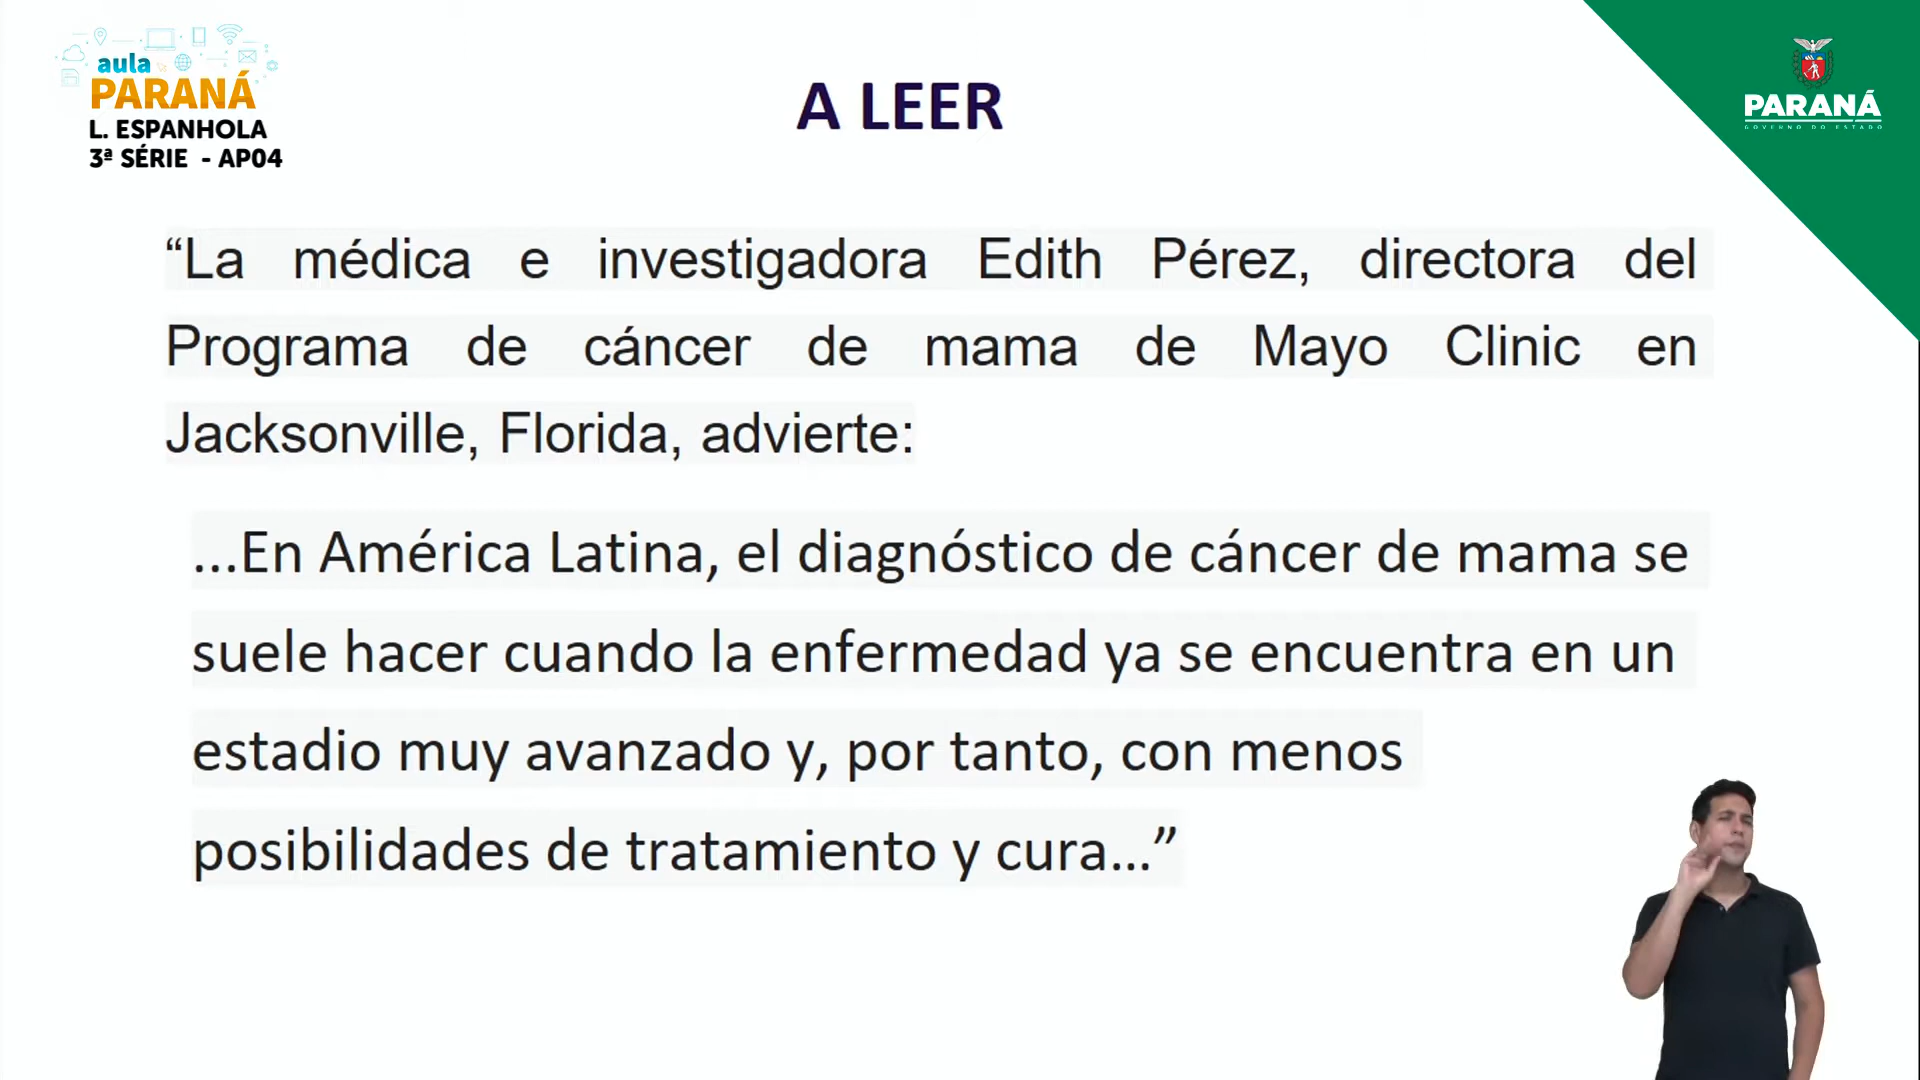 aula
PARANÁ
L. ESPANHOLA
3ª SÉRIE - AP04
A LEER
PARANÁ
GOVERNO DO ESTADO
“La médica e investigadora Edith Pérez, directora del
Programa de cáncer de mama de Mayo Clinic en
Jacksonville, Florida, advierte:
...En América Latina, el diagnóstico de cáncer de mama se
suele hacer cuando la enfermedad ya se encuentra en un
estadio muy avanzado y, por tanto, con menos
posibilidades de tratamiento y cura...”